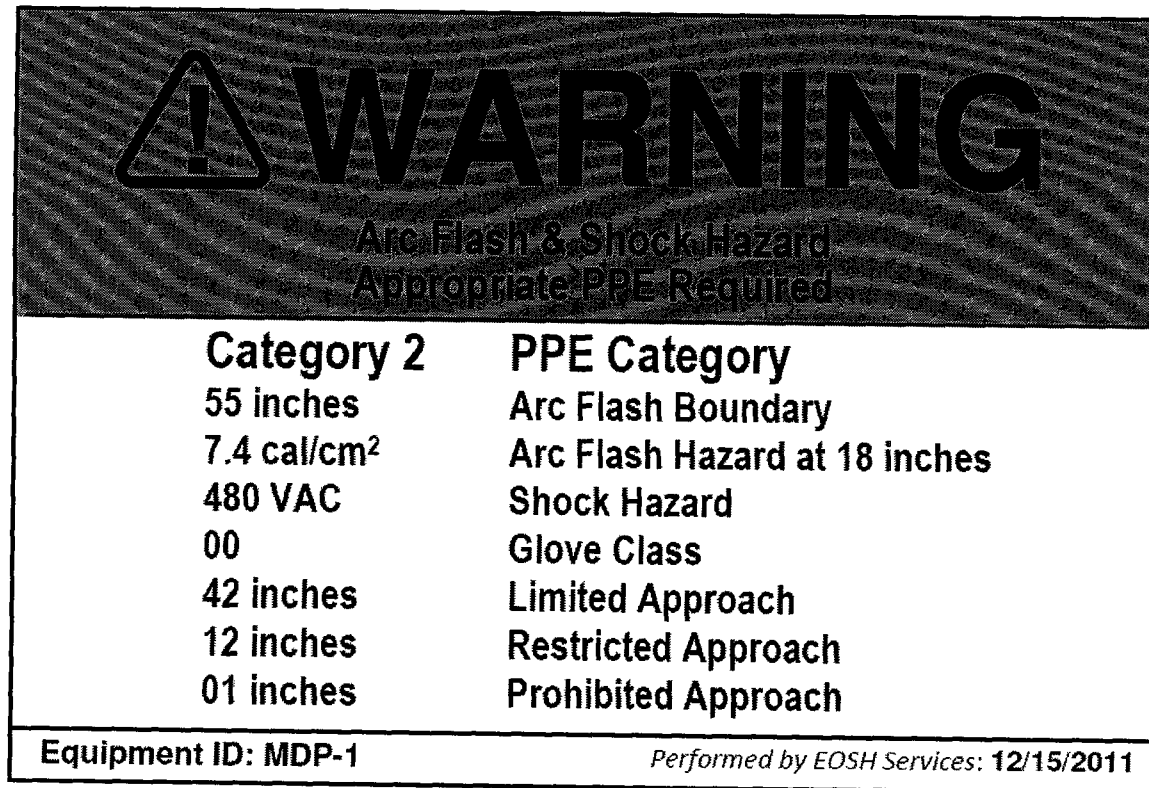 WARNING
Arc Flash & Shock Hazard
Appropriate PPE Required
Category 2 PPE Category
55 inches Arc Flash Boundary
7.4 cal/cm² Arc Flash Hazard at 18 inches
480 VAC Shock Hazard
00 Glove Class
42 inches Limited Approach
12 inches Restricted Approach
01 inches Prohibited Approach
Equipment ID: MDP-1 Performed by EOSH Services: 12/15/2011